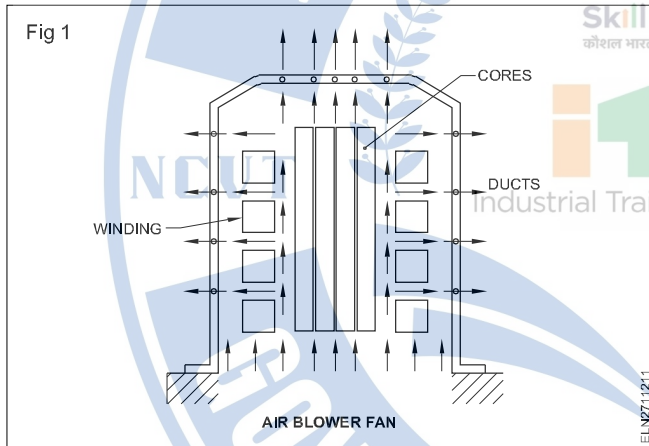 Fig 1
Skill
कौशल भारत
CORES
NCUT
DUCTS
Industrial Trai
WINDING
AIR BLOWER FAN
ELN2711211